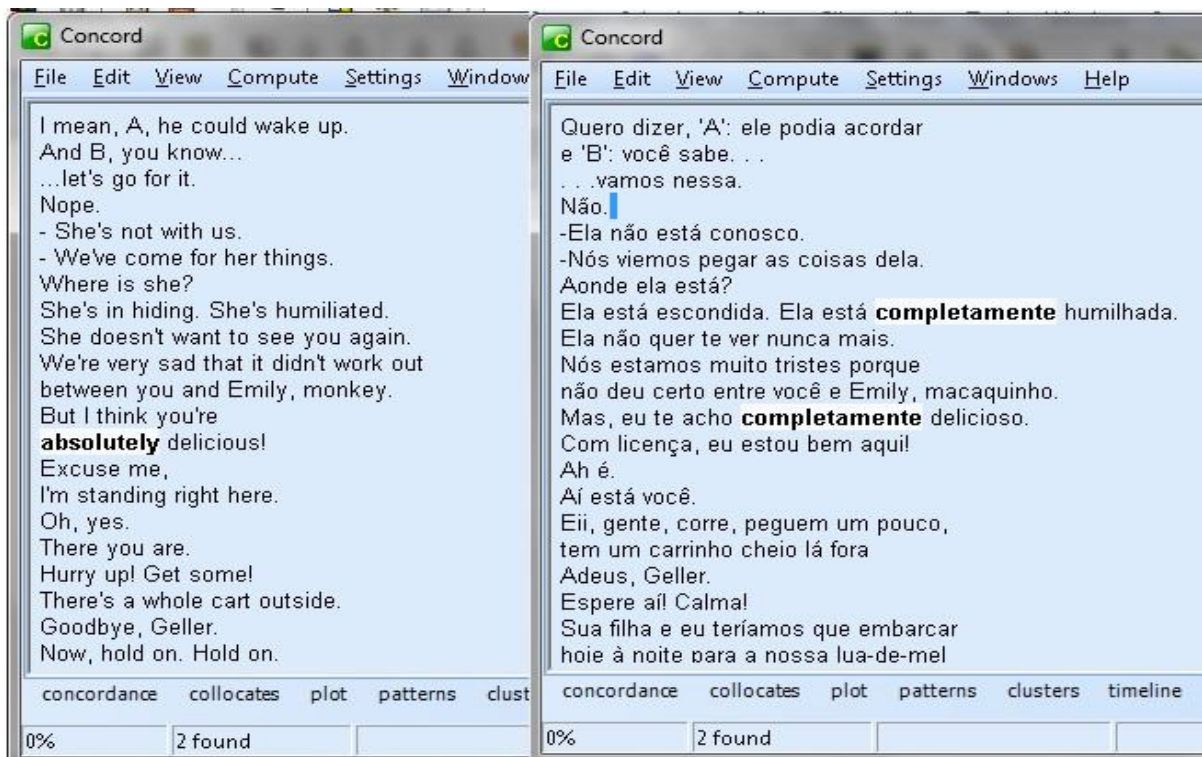 Concord
File Edit View Compute Settings Window
I mean, A, he could wake up.
And B, you know...
...let's go for it.
Nope.
- She's not with us.
- We've come for her things.
Where is she?
She's in hiding. She's humiliated.
She doesn't want to see you again.
We're very sad that it didn't work out
between you and Emily, monkey.
But I think you're
absolutely delicious!
Excuse me,
I'm standing right here.
Oh, yes.
There you are.
Hurry up! Get some!
There's a whole cart outside.
Goodbye, Geller.
Now, hold on. Hold on.
concordance collocates plot patterns clust
0% 2 found
Concord
File Edit View Compute Settings Windows Help
Quero dizer, 'A': ele podia acordar
e 'B': você sabe. . .
. . .vamos nessa.
Não.
-Ela não está conosco.
-Nós viemos pegar as coisas dela.
Aonde ela está?
Ela está escondida. Ela está completamente humilhada.
Ela não quer te ver nunca mais.
Nós estamos muito tristes porque
não deu certo entre você e Emily, macaquinho.
Mas, eu te acho completamente delicioso.
Com licença, eu estou bem aqui!
Ah é.
Aí está você.
Eii, gente, corre, peguem um pouco,
tem um carrinho cheio lá fora
Adeus, Geller.
Espere aí! Calma!
Sua filha e eu teríamos que embarcar
hoje à noite para a nossa lua-de-mel
concordance collocates plot patterns clusters timeline
0% 2 found